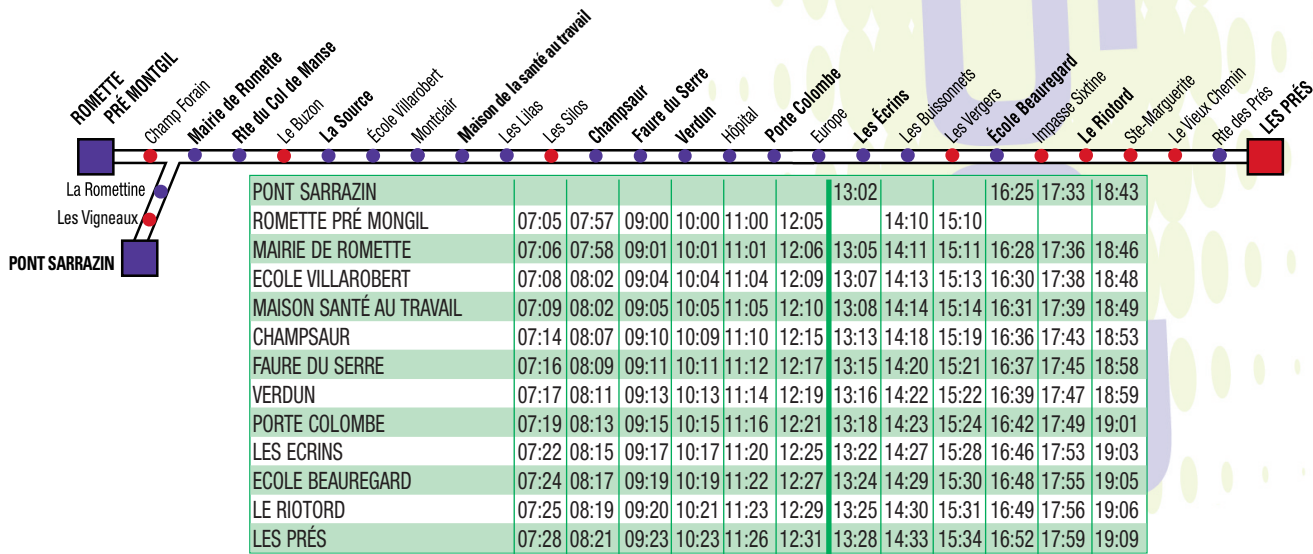 ROMETTE
PRÉ MONTGIL
Champ Forain
Mairie de Romette
Rte du Col de Manse
Le Buzon
La Source
École Villarobert
Montclair
Maison de la santé au travail
Les Lilas
Les Silos
Champsaur
Faure du Serre
Verdun
Hôpital
Porte Colombe
Europe
Les Écrins
Les Buissonnets
Les Vergers
École Beauregard
Impasse Sixtine
Le Riotord
Ste-Marguerite
Le Vieux Chemin
Rte des Prés
LES PRÉS
La Romettine
Les Vigneaux
PONT SARRAZIN
PONT SARRAZIN 13:02 16:25 17:33 18:43
ROMETTE PRÉ MONGIL 07:05 07:57 09:00 10:00 11:00 12:05 14:10 15:10
MAIRIE DE ROMETTE 07:06 07:58 09:01 10:01 11:01 12:06 13:05 14:11 15:11 16:28 17:36 18:46
ECOLE VILLAROBERT 07:08 08:02 09:04 10:04 11:04 12:09 13:07 14:13 15:13 16:30 17:38 18:48
MAISON SANTÉ AU TRAVAIL 07:09 08:02 09:05 10:05 11:05 12:10 13:08 14:14 15:14 16:31 17:39 18:49
CHAMPSAUR 07:14 08:07 09:10 10:09 11:10 12:15 13:13 14:18 15:19 16:36 17:43 18:53
FAURE DU SERRE 07:16 08:09 09:11 10:11 11:12 12:17 13:15 14:20 15:21 16:37 17:45 18:58
VERDUN 07:17 08:11 09:13 10:13 11:14 12:19 13:16 14:22 15:22 16:39 17:47 18:59
PORTE COLOMBE 07:19 08:13 09:15 10:15 11:16 12:21 13:18 14:23 15:24 16:42 17:49 19:01
LES ECRINS 07:22 08:15 09:17 10:17 11:20 12:25 13:22 14:27 15:28 16:46 17:53 19:03
ECOLE BEAUREGARD 07:24 08:17 09:19 10:19 11:22 12:27 13:24 14:29 15:30 16:48 17:55 19:05
LE RIOTORD 07:25 08:19 09:20 10:21 11:23 12:29 13:25 14:30 15:31 16:49 17:56 19:06
LES PRÉS 07:28 08:21 09:23 10:23 11:26 12:31 13:28 14:33 15:34 16:52 17:59 19:09